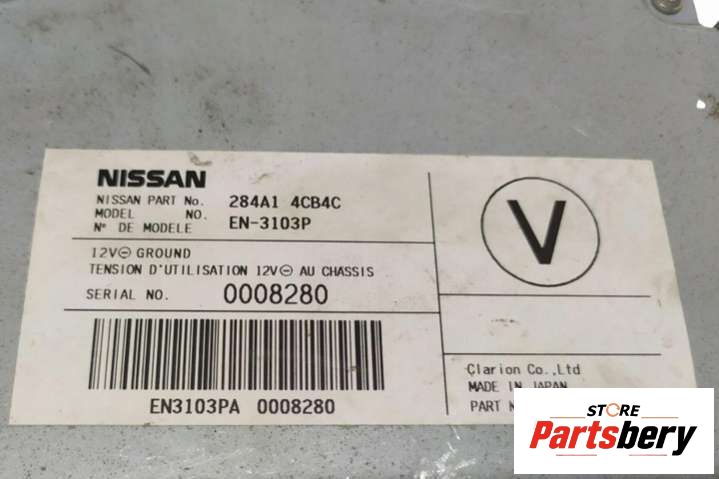 NISSAN
NISSAN PART No. 284A1 4CB4C
MODEL NO. EN-3103P
N° DE MODELE
12V⊖ GROUND
TENSION D'UTILISATION 12V⊖ AU CHASSIS
SERIAL NO. 0008280
EN3103PA 0008280
V
Clarion Co.,Ltd
MADE IN JAPAN
PART
STORE
Partsbery